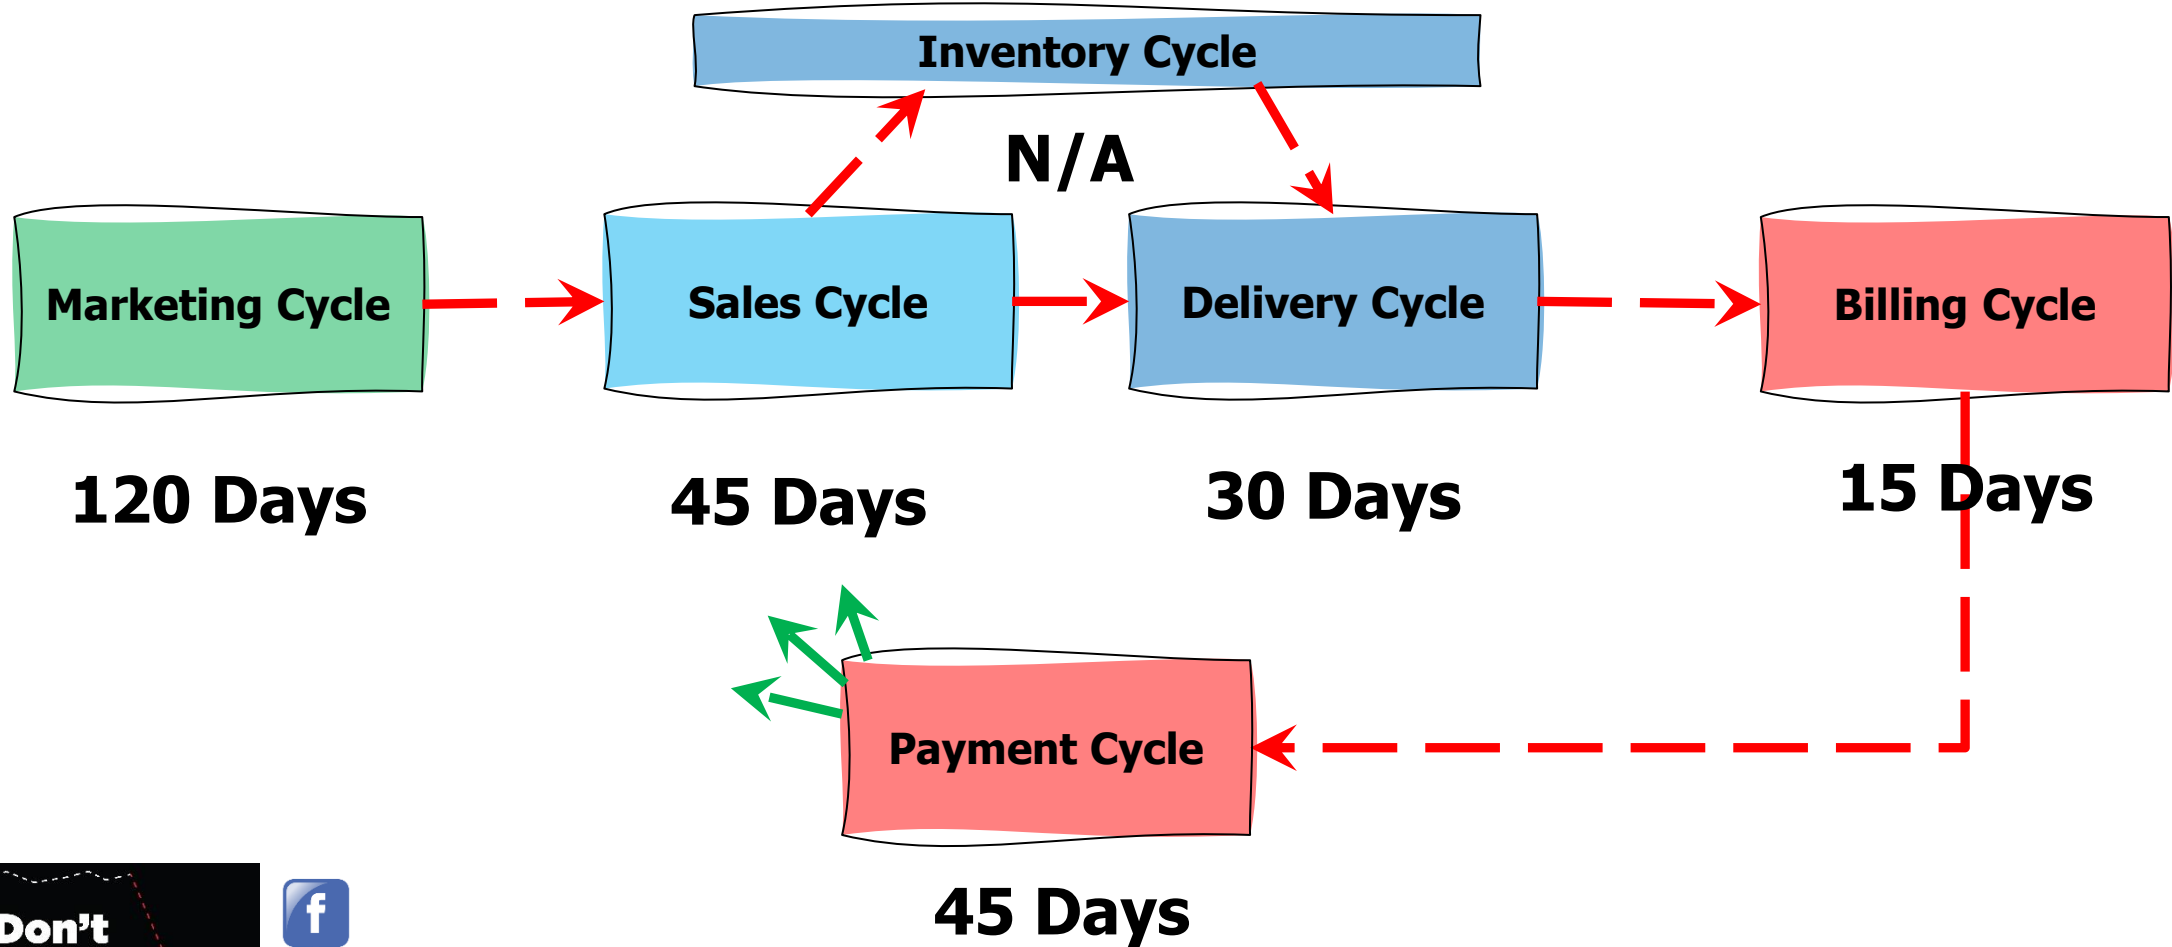 Inventory Cycle
N/A
Marketing Cycle
Sales Cycle
Delivery Cycle
Billing Cycle
120 Days
45 Days
30 Days
15 Days
Payment Cycle
45 Days
Don't
f